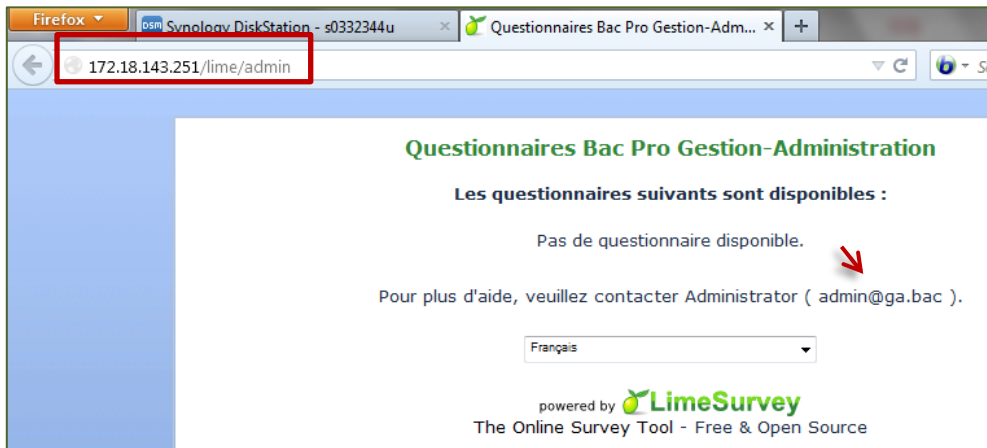 Firefox
DSM Synology DiskStation - s0332344u × Questionnaires Bac Pro Gestion-Adm... × +
172.18.143.251/lime/admin
Questionnaires Bac Pro Gestion-Administration
Les questionnaires suivants sont disponibles :
Pas de questionnaire disponible.
Pour plus d'aide, veuillez contacter Administrator ( admin@ga.bac ).
Français
powered by LimeSurvey
The Online Survey Tool - Free & Open Source